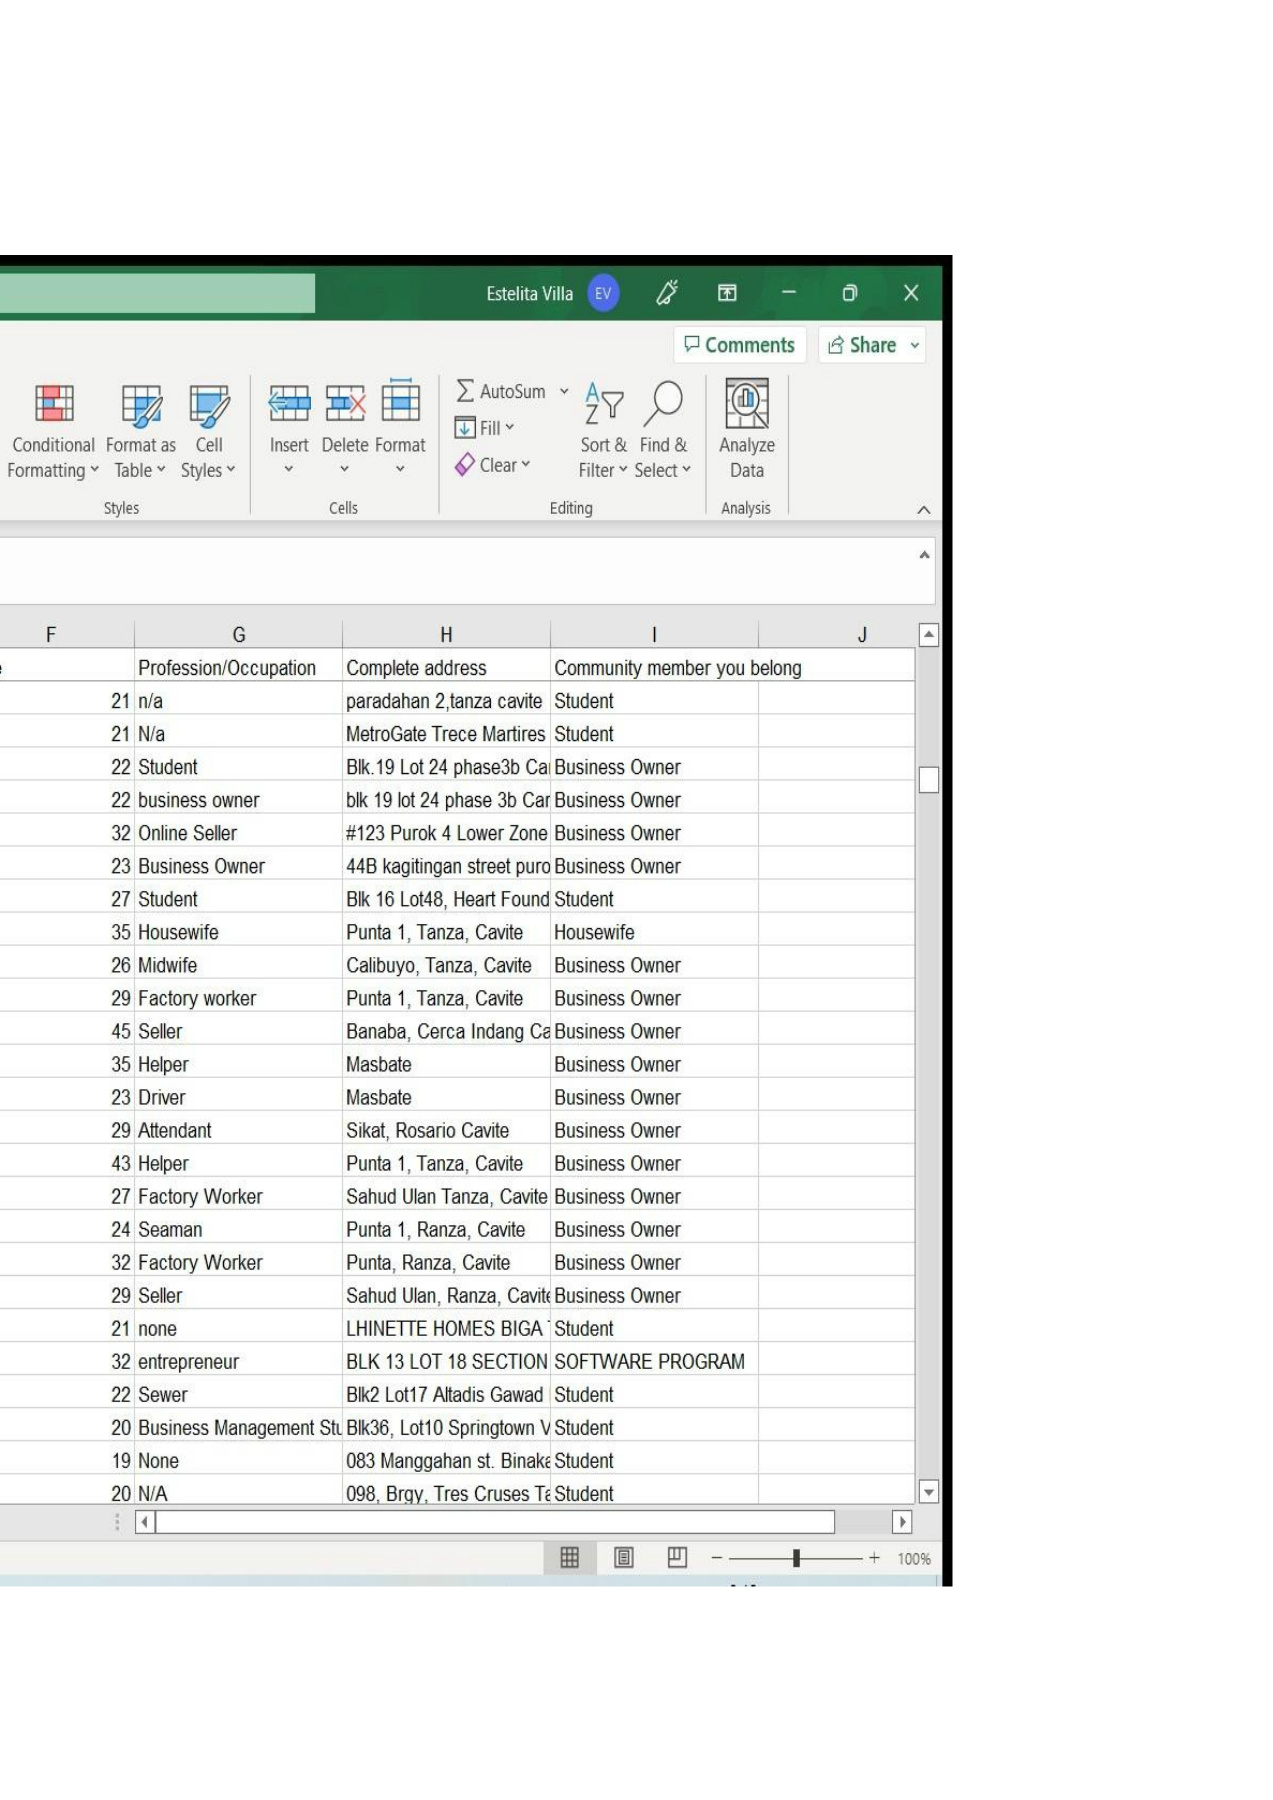 Estelita Villa EV
Comments Share
AutoSum
Fill
Clear
Conditional Formatting
Format as Table
Cell Styles
Insert
Delete
Format
Sort & Filter
Find & Select
Analyze Data
Styles Cells Editing Analysis
F G H I J
e Profession/Occupation Complete address Community member you belong
21 n/a paradahan 2,tanza cavite Student
21 N/a MetroGate Trece Martires Student
22 Student Blk.19 Lot 24 phase3b Car Business Owner
22 business owner blk 19 lot 24 phase 3b Car Business Owner
32 Online Seller #123 Purok 4 Lower Zone Business Owner
23 Business Owner 44B kagitingan street puro Business Owner
27 Student Blk 16 Lot48, Heart Found Student
35 Housewife Punta 1, Tanza, Cavite Housewife
26 Midwife Calibuyo, Tanza, Cavite Business Owner
29 Factory worker Punta 1, Tanza, Cavite Business Owner
45 Seller Banaba, Cerca Indang Ca Business Owner
35 Helper Masbate Business Owner
23 Driver Masbate Business Owner
29 Attendant Sikat, Rosario Cavite Business Owner
43 Helper Punta 1, Tanza, Cavite Business Owner
27 Factory Worker Sahud Ulan Tanza, Cavite Business Owner
24 Seaman Punta 1, Ranza, Cavite Business Owner
32 Factory Worker Punta, Ranza, Cavite Business Owner
29 Seller Sahud Ulan, Ranza, Cavite Business Owner
21 none LHINETTE HOMES BIGA Student
32 entrepreneur BLK 13 LOT 18 SECTION SOFTWARE PROGRAM
22 Sewer Blk2 Lot17 Altadis Gawad Student
20 Business Management Stu Blk36, Lot10 Springtown V Student
19 None 083 Manggahan st. Binaka Student
20 N/A 098, Brgy, Tres Cruses Ta Student
100%